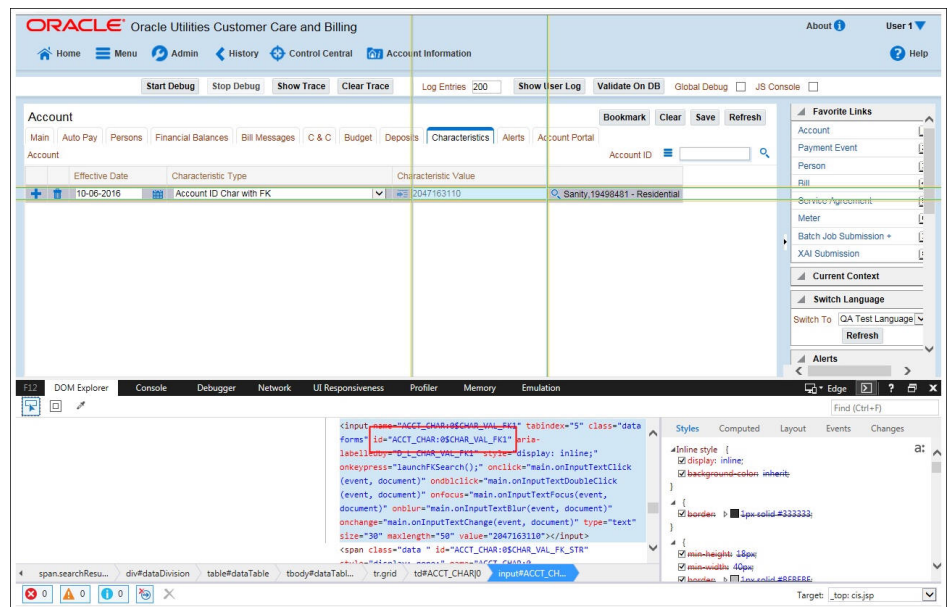 ORACLE® Oracle Utilities Customer Care and Billing About User 1
Home Menu Admin History Control Central Account Information Help
Start Debug Stop Debug Show Trace Clear Trace Log Entries 200 Show User Log Validate On DB Global Debug JS Console
Account Bookmark Clear Save Refresh
Main Auto Pay Persons Financial Balances Bill Messages C & C Budget Deposits Characteristics Alerts Account Portal
Account Account ID
Effective Date Characteristic Type Characteristic Value
10-06-2016 Account ID Char with FK 2047163110 Sanity,19498481 - Residential
Favorite Links
Account
Payment Event
Person
Bill
Service Agreement
Meter
Batch Job Submission +
XAI Submission
Current Context
Switch Language
Switch To QA Test Language
Refresh
Alerts
F12 DOM Explorer Console Debugger Network UI Responsiveness Profiler Memory Emulation Edge ?
Find (Ctrl+F)
<input name="ACCT_CHAR:0$CHAR_VAL_FK1" tabindex="5" class="data
forms" id="ACCT_CHAR:0$CHAR_VAL_FK1" aria-
labelledby="D_L_CHAR_VAL_FK1" style="display: inline;"
onkeypress="launchFKSearch();" onclick="main.onInputTextClick
(event, document)" ondblclick="main.onInputTextDoubleClick
(event, document)" onfocus="main.onInputTextFocus(event,
document)" onblur="main.onInputTextBlur(event, document)"
onchange="main.onInputTextChange(event, document)" type="text"
size="30" maxlength="50" value="2047163110"></input>
<span class="data " id="ACCT_CHAR:0$CHAR_VAL_FK_STR"
Styles Computed Layout Events Changes
Inline style {
a:
display: inline;
background-color: inherit;
}
{
border: 1px solid #333333;
}
{
min-height: 18px;
min-width: 40px;
border: 1px solid #BEBEBE;
span.searchResu... div#dataDivision table#dataTable tbody#dataTabl... tr.grid td#ACCT_CHAR|0 input#ACCT_CH...
0 0 0 Target: _top: cis.jsp